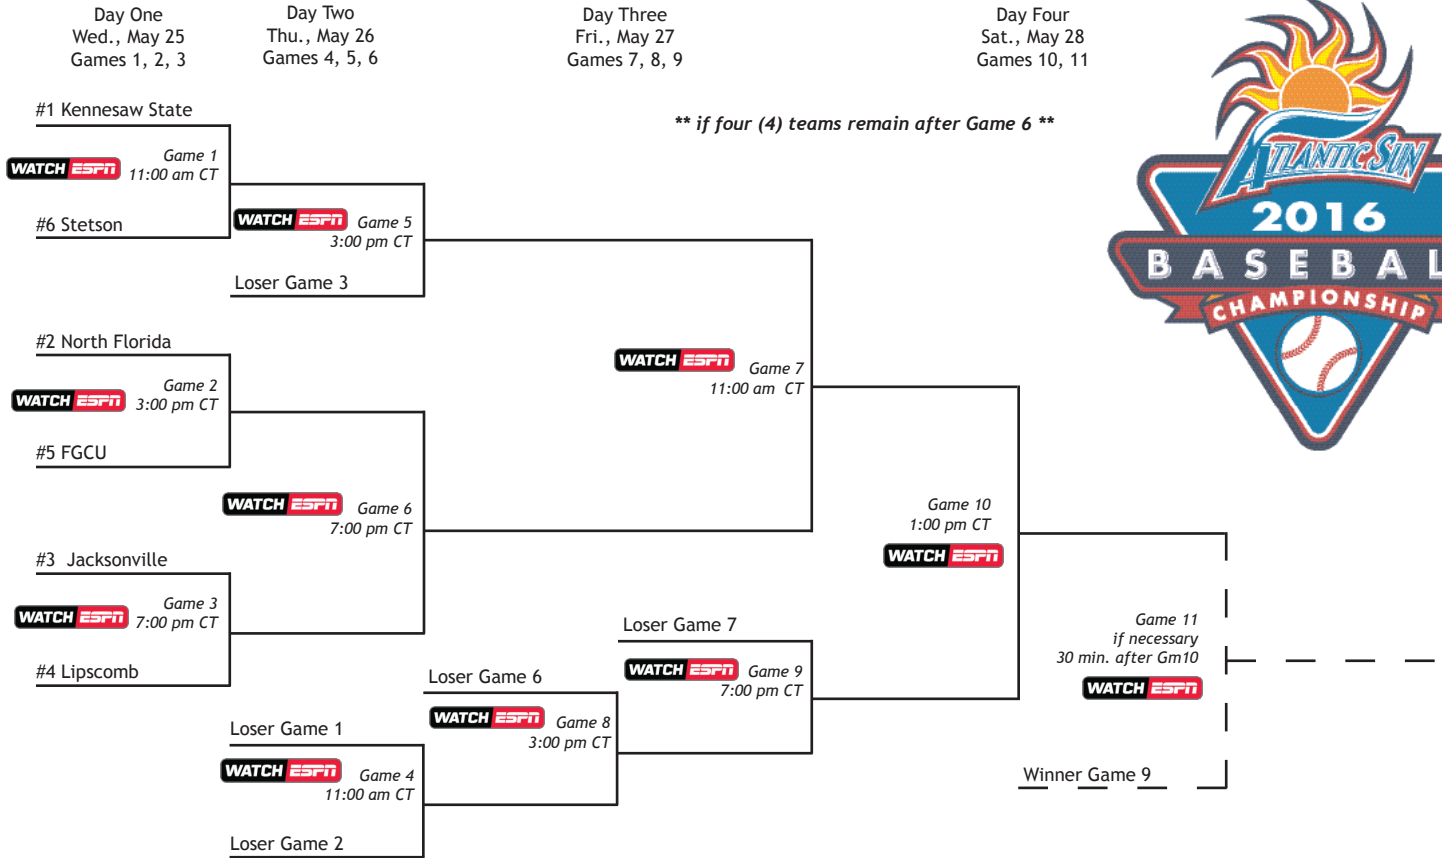 Day One
Wed., May 25
Games 1, 2, 3
Day Two
Thu., May 26
Games 4, 5, 6
Day Three
Fri., May 27
Games 7, 8, 9
Day Four
Sat., May 28
Games 10, 11
** if four (4) teams remain after Game 6 **
ATLANTIC SUN
2016
BASEBAL
CHAMPIONSHIP
#1 Kennesaw State
WATCH ESPN
Game 1
11:00 am CT
#6 Stetson
WATCH ESPN
Game 5
3:00 pm CT
Loser Game 3
#2 North Florida
WATCH ESPN
Game 2
3:00 pm CT
#5 FGCU
WATCH ESPN
Game 7
11:00 am CT
WATCH ESPN
Game 6
7:00 pm CT
Game 10
1:00 pm CT
WATCH ESPN
#3 Jacksonville
WATCH ESPN
Game 3
7:00 pm CT
#4 Lipscomb
Loser Game 7
WATCH ESPN
Game 9
7:00 pm CT
Game 11
if necessary
30 min. after Gm10
WATCH ESPN
Loser Game 6
WATCH ESPN
Game 8
3:00 pm CT
Loser Game 1
WATCH ESPN
Game 4
11:00 am CT
Loser Game 2
Winner Game 9